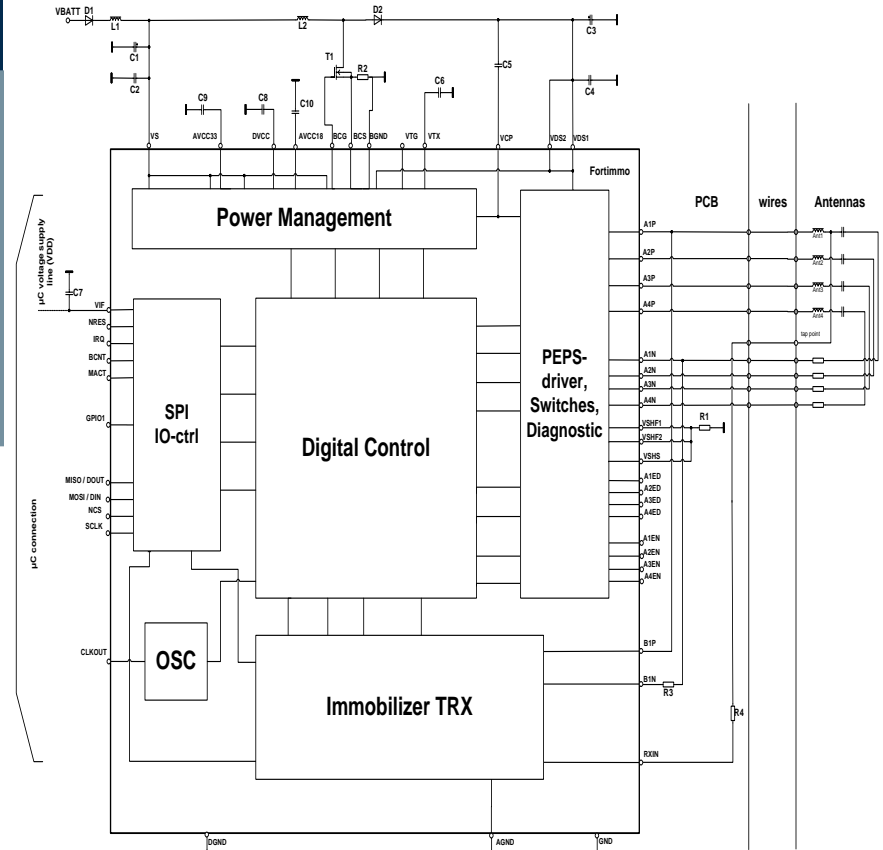 VBATT D1
L1
L2
D2
C3
C1
C2
T1
R2
C5
C4
C9
C8
C10
C6
VS
AVCC33
DVCC
AVCC18
BCG
BCS
BGND
VTG
VTX
VCP
VDS2
VDS1
Fortimmo
PCB
wires
Antennas
Power Management
µC voltage supply
line (VDD)
C7
VIF
NRES
IRQ
BCNT
MACT
GPIO1
MISO / DOUT
MOSI / DIN
NCS
SCLK
µC connection
CLKOUT
SPI
IO-ctrl
Digital Control
PEPS-
driver,
Switches,
Diagnostic
OSC
Immobilizer TRX
A1P
A2P
A3P
A4P
Ant1
Ant2
Ant3
Ant4
tap point
A1N
A2N
A3N
A4N
VSHF1
R1
VSHF2
VSHS
A1ED
A2ED
A3ED
A4ED
A1EN
A2EN
A3EN
A4EN
B1P
B1N
R3
R4
RXIN
DGND
AGND
GND